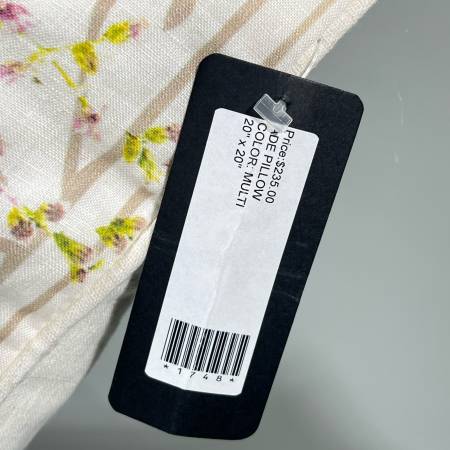 Price:$235.00
PILLOW
COLOR: MULTI
20" x 20"
*1748*